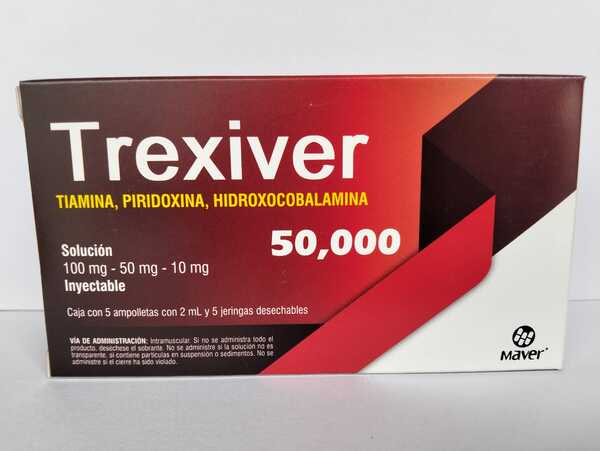 Trexiver
TIAMINA, PIRIDOXINA, HIDROXOCOBALAMINA
50,000
Solución
100 mg - 50 mg - 10 mg
Inyectable
Caja con 5 ampolletas con 2 mL y 5 jeringas desechables
VÍA DE ADMINISTRACIÓN: Intramuscular. Si no se administra todo el
producto, deséchese el sobrante. No se administre si la solución no es
transparente, si contiene partículas en suspensión o sedimentos. No se
administre si el cierre ha sido violado.
Maver